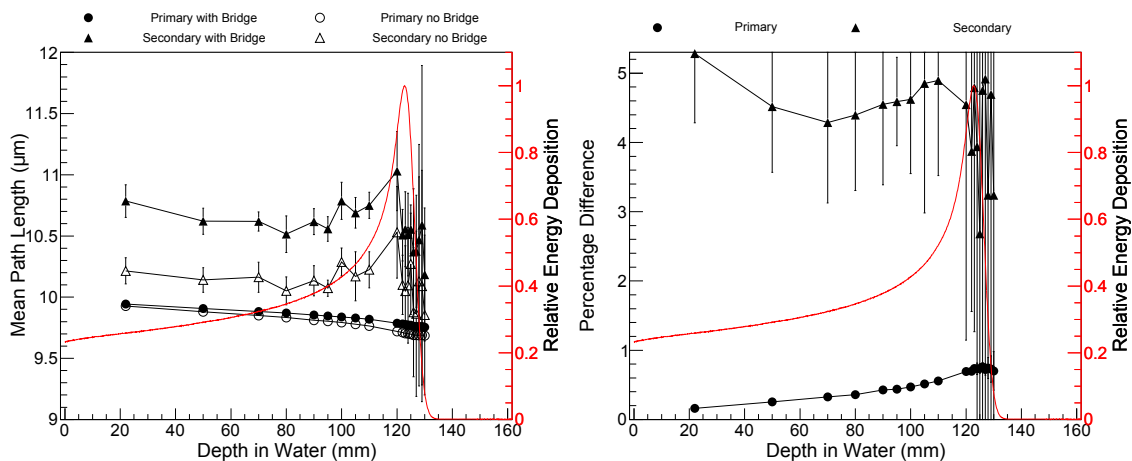 Primary with Bridge
Primary no Bridge
Secondary with Bridge
Secondary no Bridge
Mean Path Length (μm)
12
11.5
11
10.5
10
9.5
9
0 20 40 60 80 100 120 140 160
Depth in Water (mm)
1
0.8
0.6
0.4
0.2
0
Relative Energy Deposition
Primary
Secondary
Percentage Difference
5
4
3
2
1
0
0 20 40 60 80 100 120 140 160
Depth in Water (mm)
1
0.8
0.6
0.4
0.2
0
Relative Energy Deposition